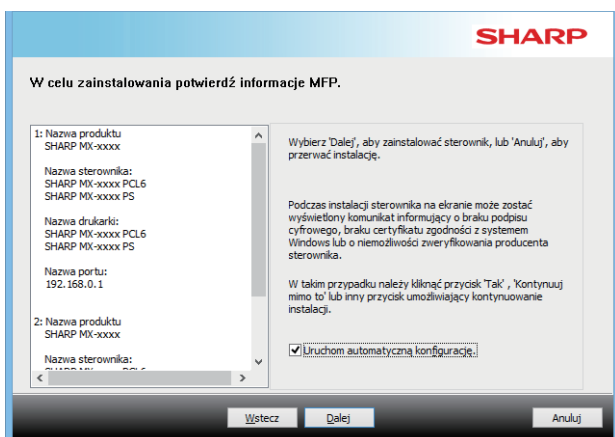 SHARP
W celu zainstalowania potwierdź informacje MFP.
1: Nazwa produktu
SHARP MX-xxxx
Nazwa sterownika:
SHARP MX-xxxx PCL6
SHARP MX-xxxx PS
Nazwa drukarki:
SHARP MX-xxxx PCL6
SHARP MX-xxxx PS
Nazwa portu:
192.168.0.1
2: Nazwa produktu
SHARP MX-xxxx
Nazwa sterownika:
Wybierz 'Dalej', aby zainstalować sterownik, lub 'Anuluj', aby
przerwać instalację.
Podczas instalacji sterownika na ekranie może zostać
wyświetlony komunikat informujący o braku podpisu
cyfrowego, braku certyfikatu zgodności z systemem
Windows lub o niemożliwości zweryfikowania producenta
sterownika.
W takim przypadku należy kliknąć przycisk 'Tak' , 'Kontynuuj
mimo to' lub inny przycisk umożliwiający kontynuowanie
instalacji.
Uruchom automatyczną konfigurację.
Wstecz
Dalej
Anuluj